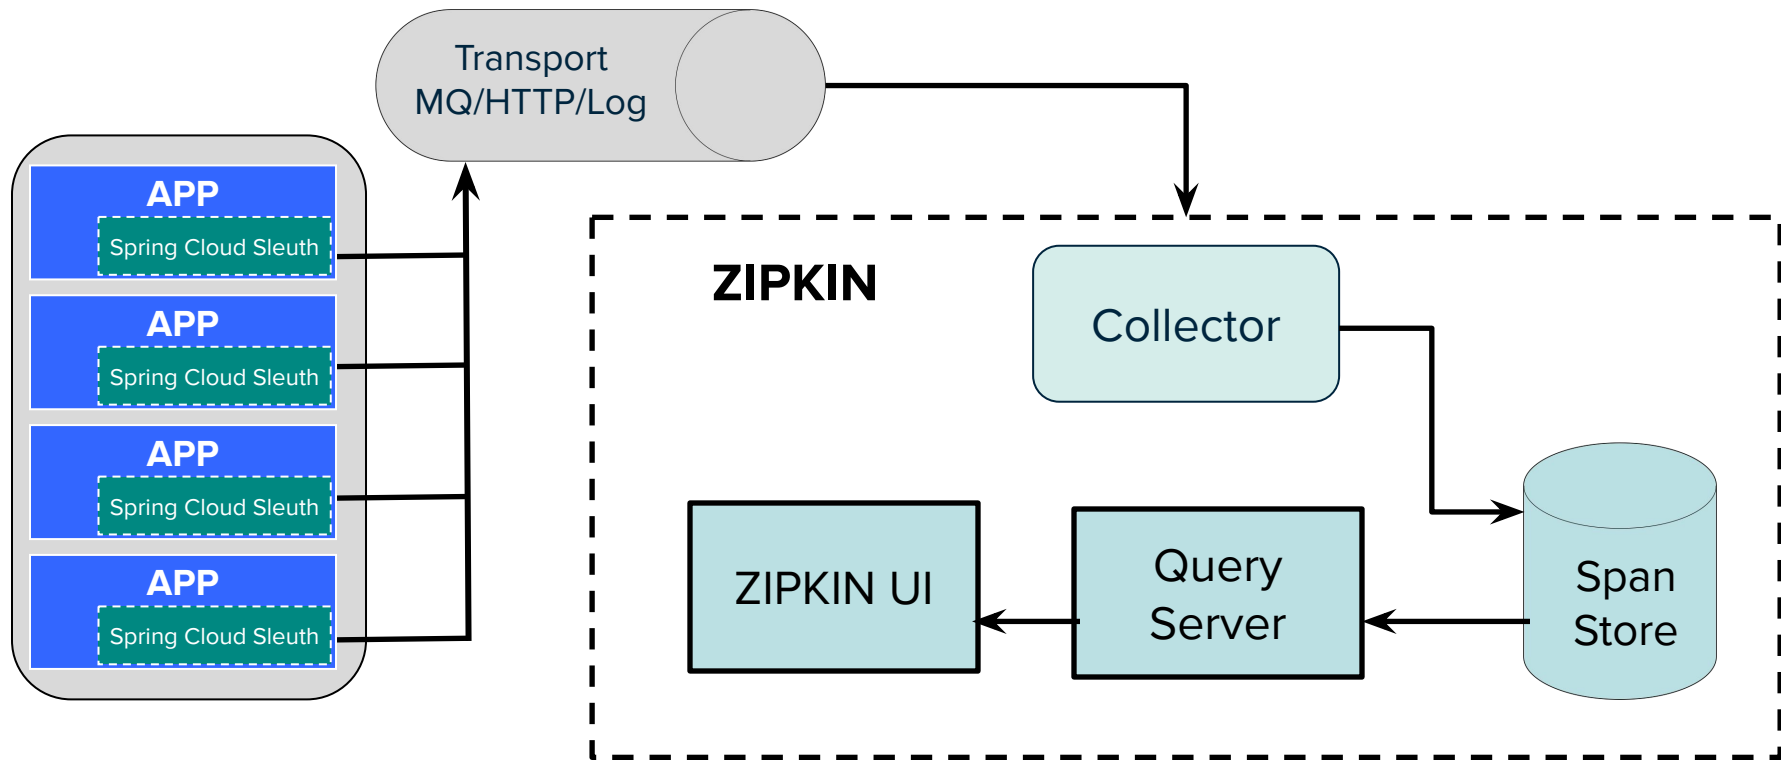 Transport
MQ/HTTP/Log
APP
Spring Cloud Sleuth
APP
Spring Cloud Sleuth
APP
Spring Cloud Sleuth
APP
Spring Cloud Sleuth
ZIPKIN
Collector
ZIPKIN UI
Query
Server
Span
Store